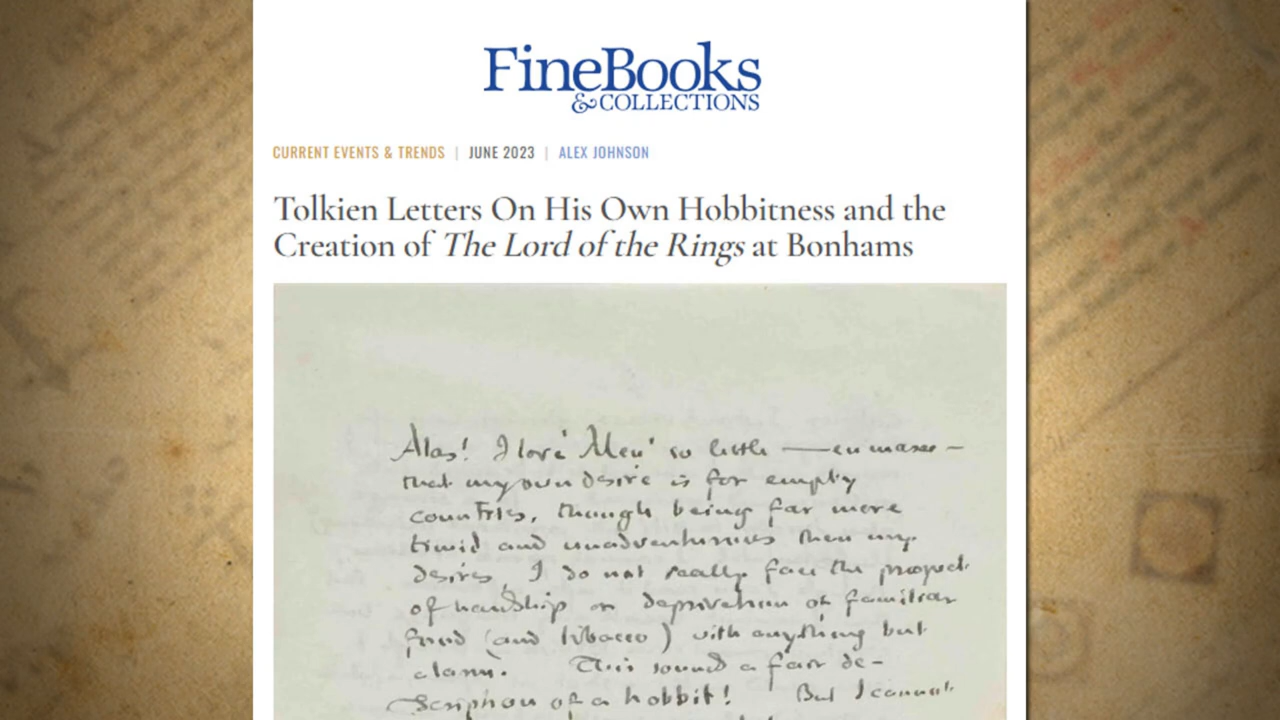 FineBooks
& COLLECTIONS
CURRENT EVENTS & TRENDS | JUNE 2023 | ALEX JOHNSON
Tolkien Letters On His Own Hobbitness and the
Creation of The Lord of the Rings at Bonhams
Alas! I love 'Men' so little — en masse –
that my own desire is for empty
countries, though being far more
timid and unadventurous than my
desires, I do not really face the prospect
of hardship or deprivation of familiar
food (and tobacco) with anything but
alarm. This sound a fair de-
scription of a hobbit! But I cannot